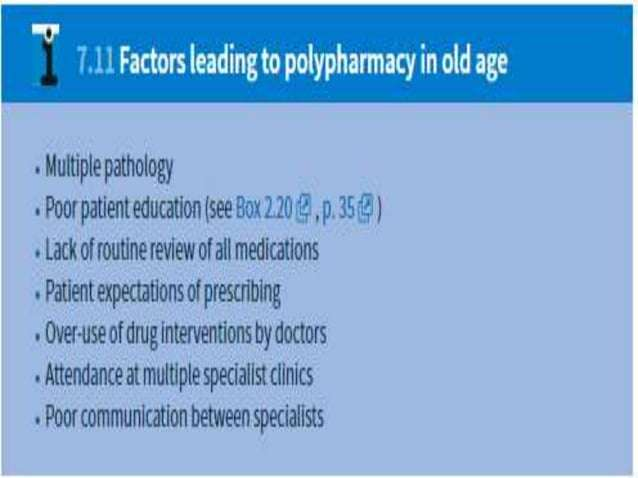 i 7.11 Factors leading to polypharmacy in old age
• Multiple pathology
• Poor patient education (see Box 2.20, p. 35)
• Lack of routine review of all medications
• Patient expectations of prescribing
• Over-use of drug interventions by doctors
• Attendance at multiple specialist clinics
• Poor communication between specialists